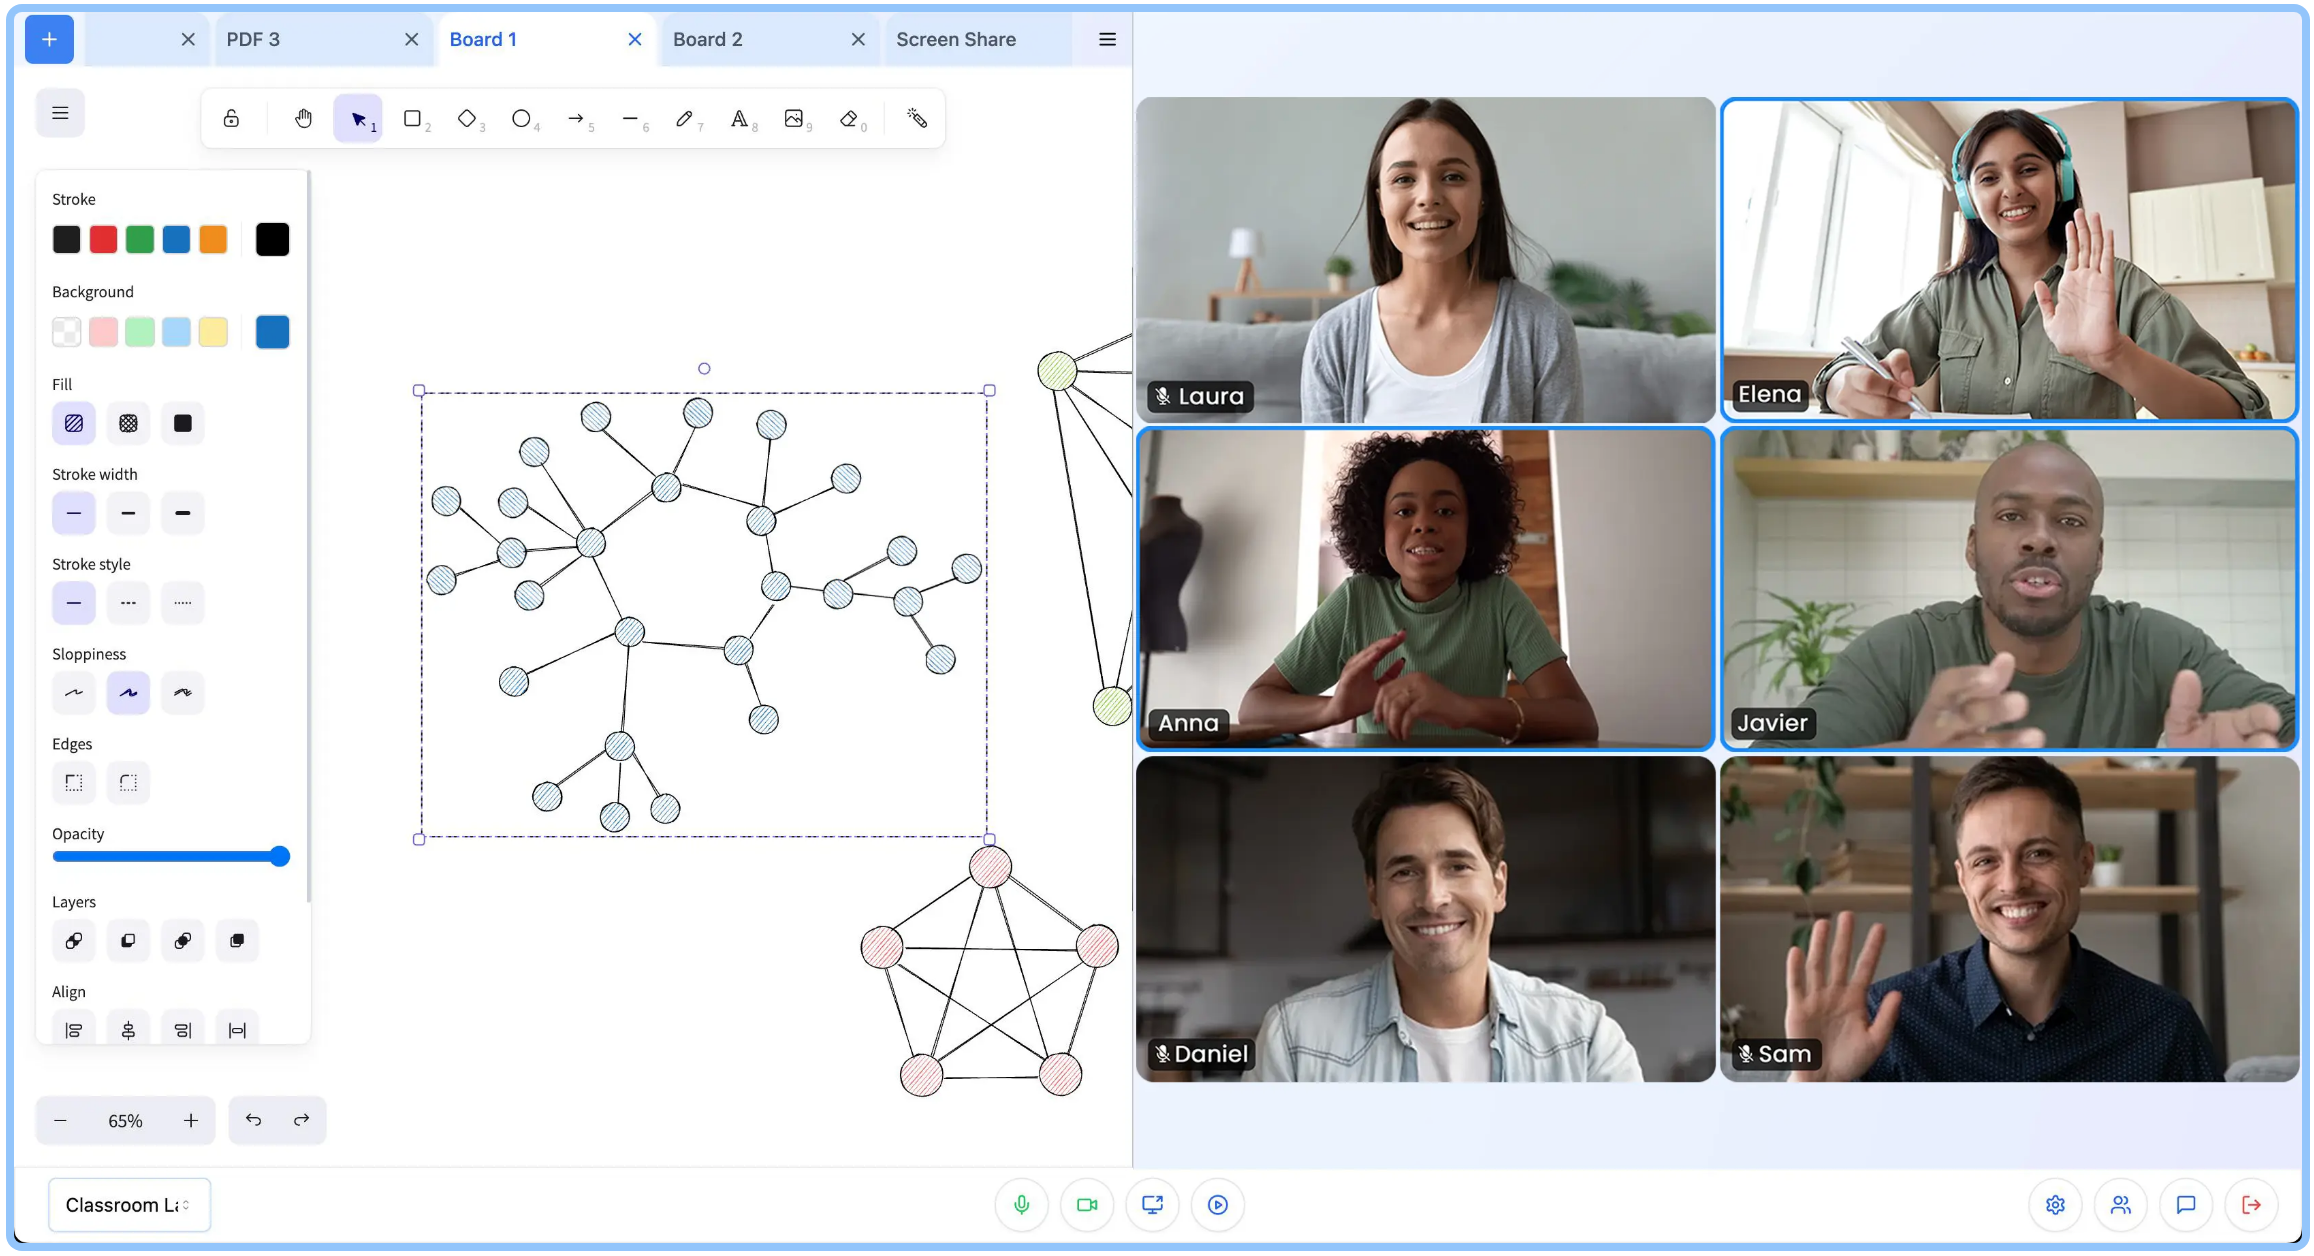 PDF 3
Board 1
Board 2
Screen Share
1
2
3
4
5
6
7
8
9
0
Stroke
Background
Fill
Stroke width
Stroke style
Sloppiness
Edges
Opacity
Layers
Align
65%
Laura
Elena
Anna
Javier
Daniel
Sam
Classroom